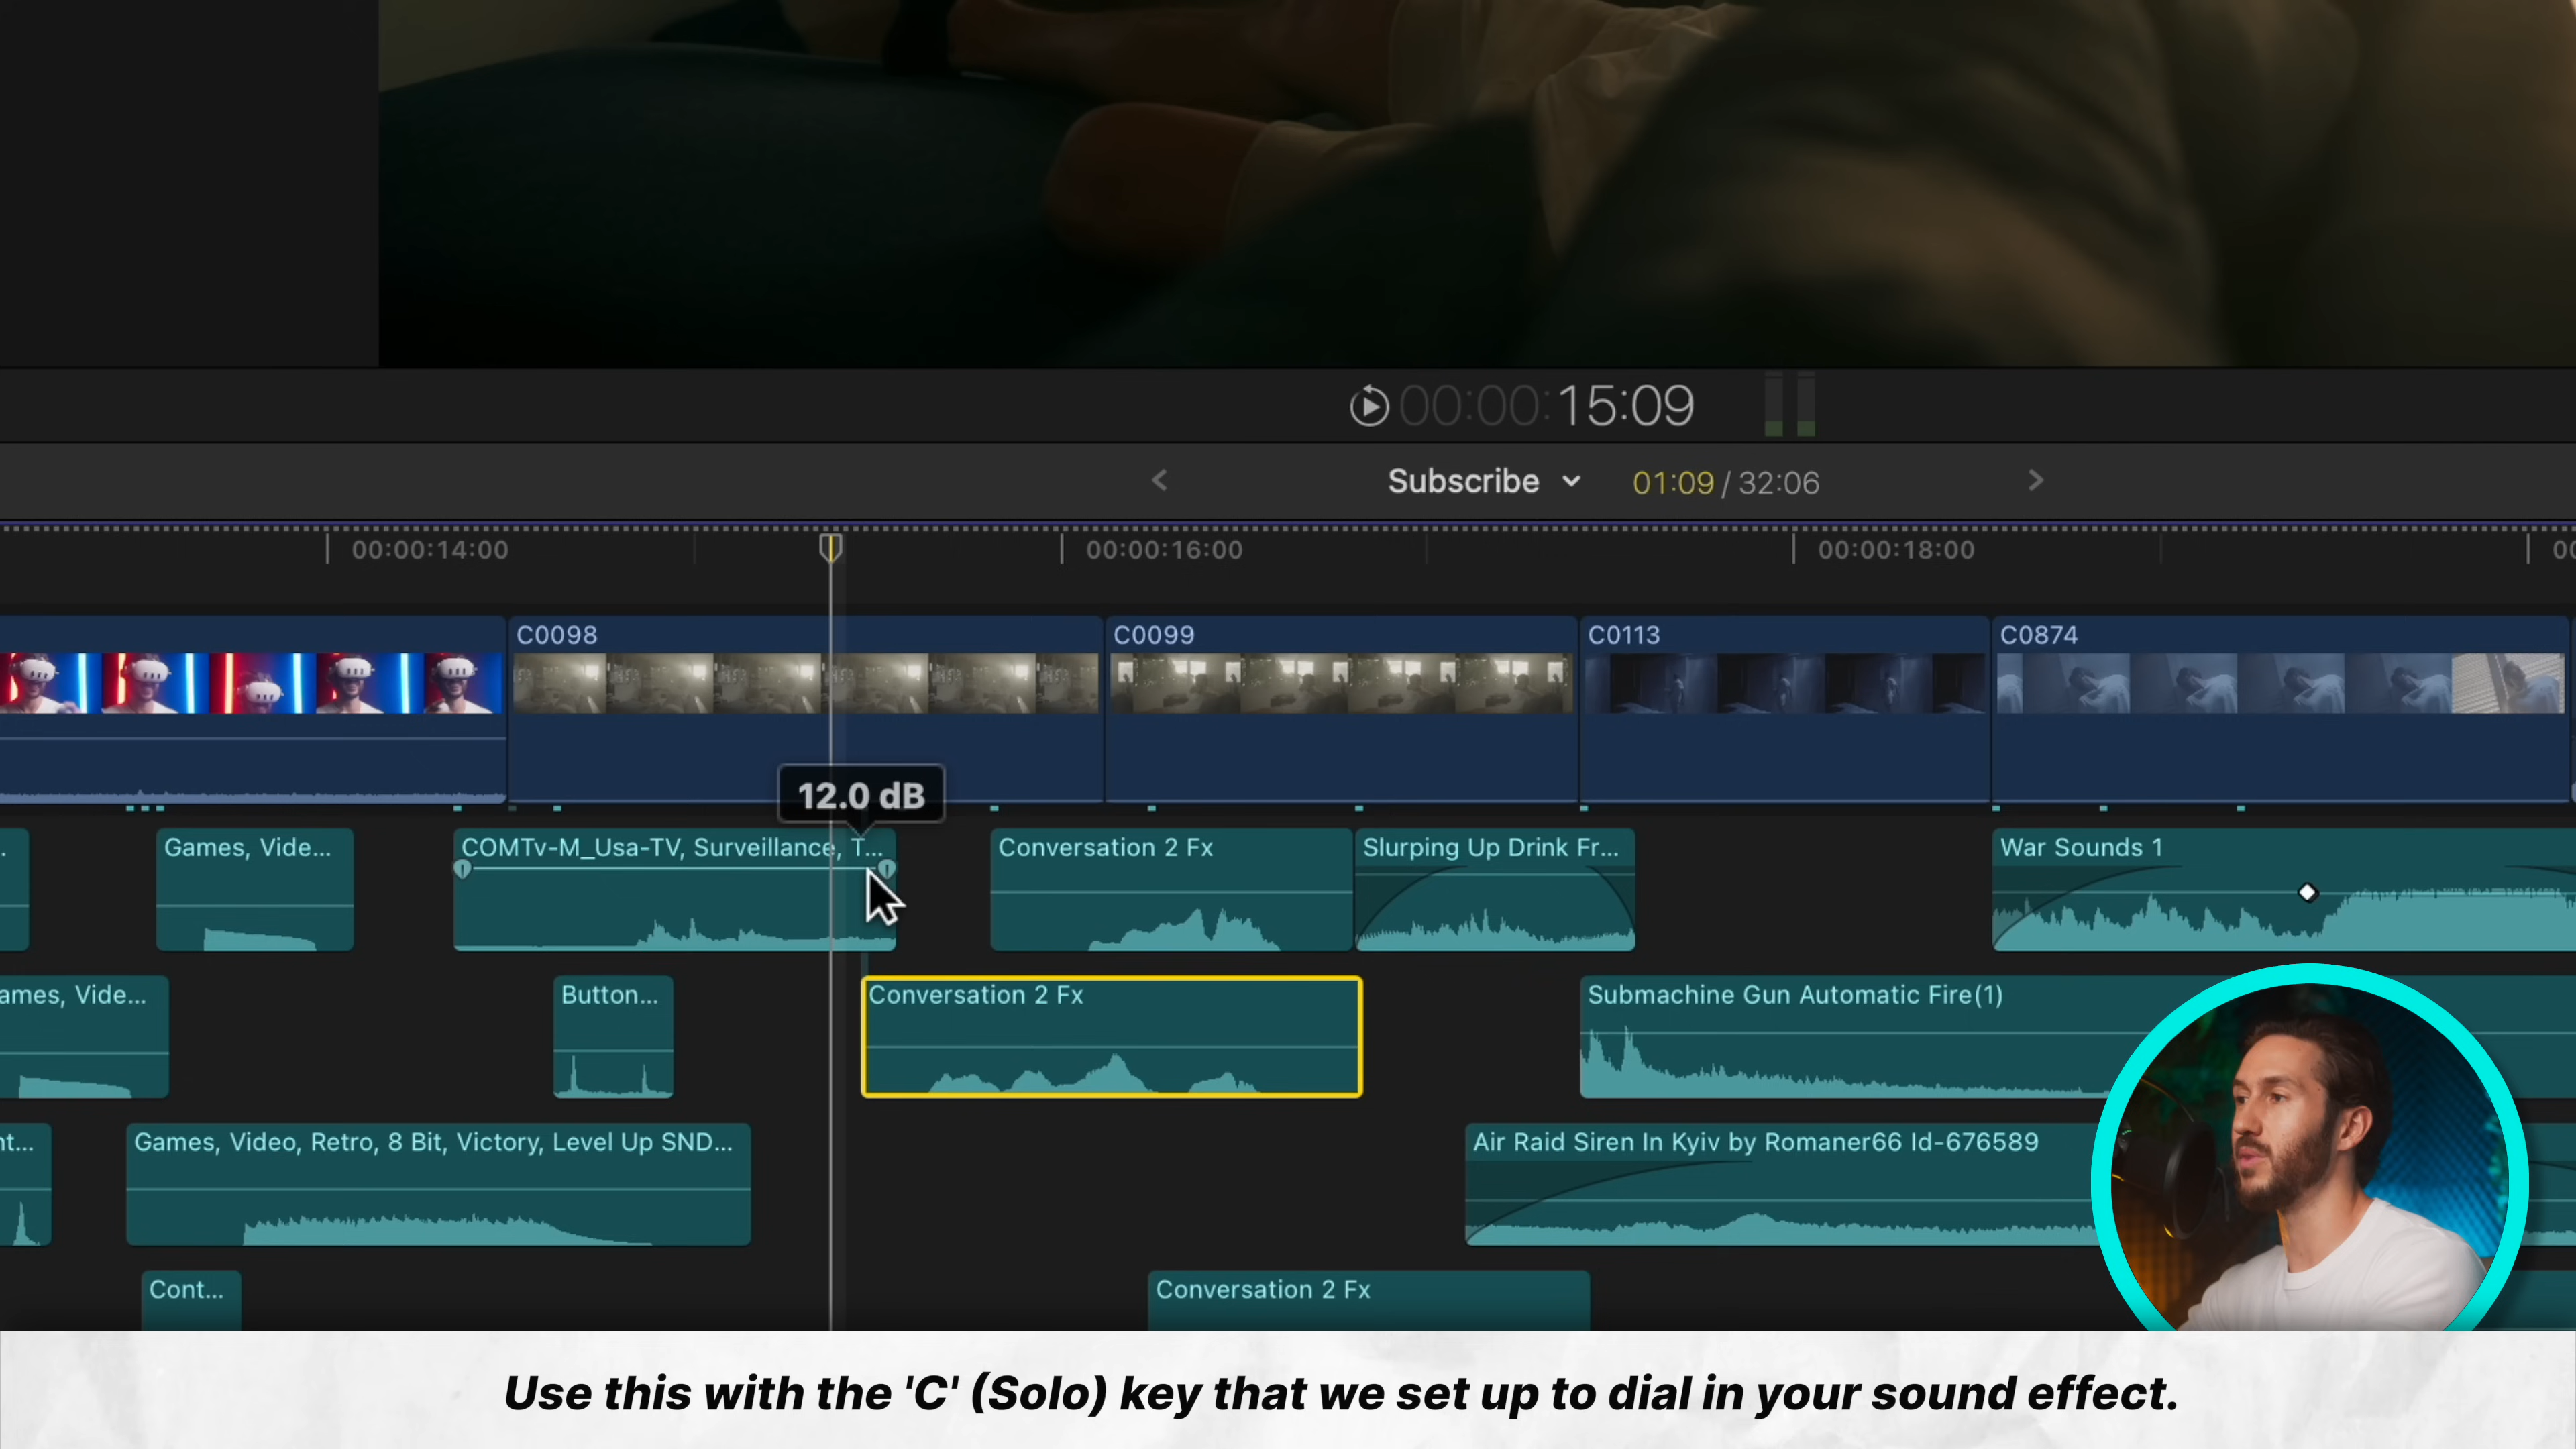 00:00:15:09
Subscribe
01:09 / 32:06
00:00:14:00
00:00:16:00
00:00:18:00
C0098
C0099
C0113
C0874
12.0 dB
Games, Vide...
COMTv-M_Usa-TV, Surveillance, T...
Conversation 2 Fx
Slurping Up Drink Fr...
War Sounds 1
ames, Vide...
Button...
Conversation 2 Fx
Submachine Gun Automatic Fire(1)
nt...
Games, Video, Retro, 8 Bit, Victory, Level Up SND...
Air Raid Siren In Kyiv by Romaner66 Id-676589
Cont...
Conversation 2 Fx
Use this with the 'C' (Solo) key that we set up to dial in your sound effect.